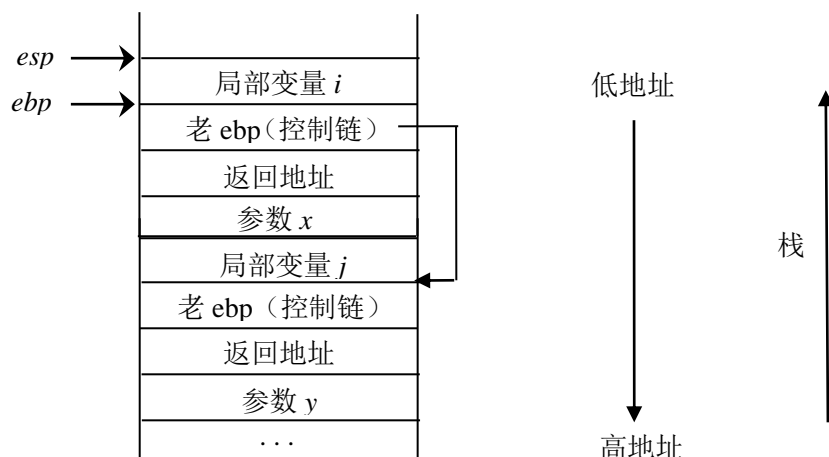 esp
局部变量 i
低地址
ebp
老 ebp（控制链）
返回地址
参数 x
栈
局部变量 j
老 ebp（控制链）
返回地址
参数 y
...
高地址